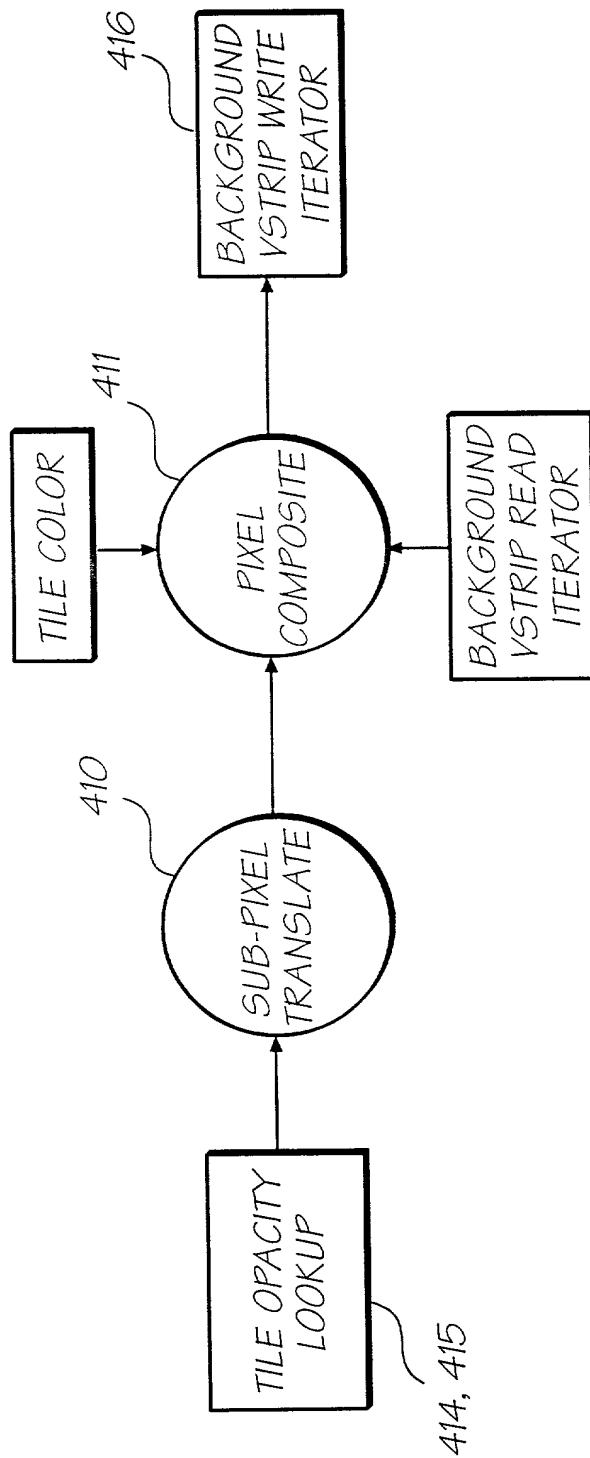 TILE OPACITY
LOOKUP
414, 415
SUB-PIXEL
TRANSLATE
410
TILE COLOR
PIXEL
COMPOSITE
411
BACKGROUND
VSTRIP READ
ITERATOR
BACKGROUND
VSTRIP WRITE
ITERATOR
416